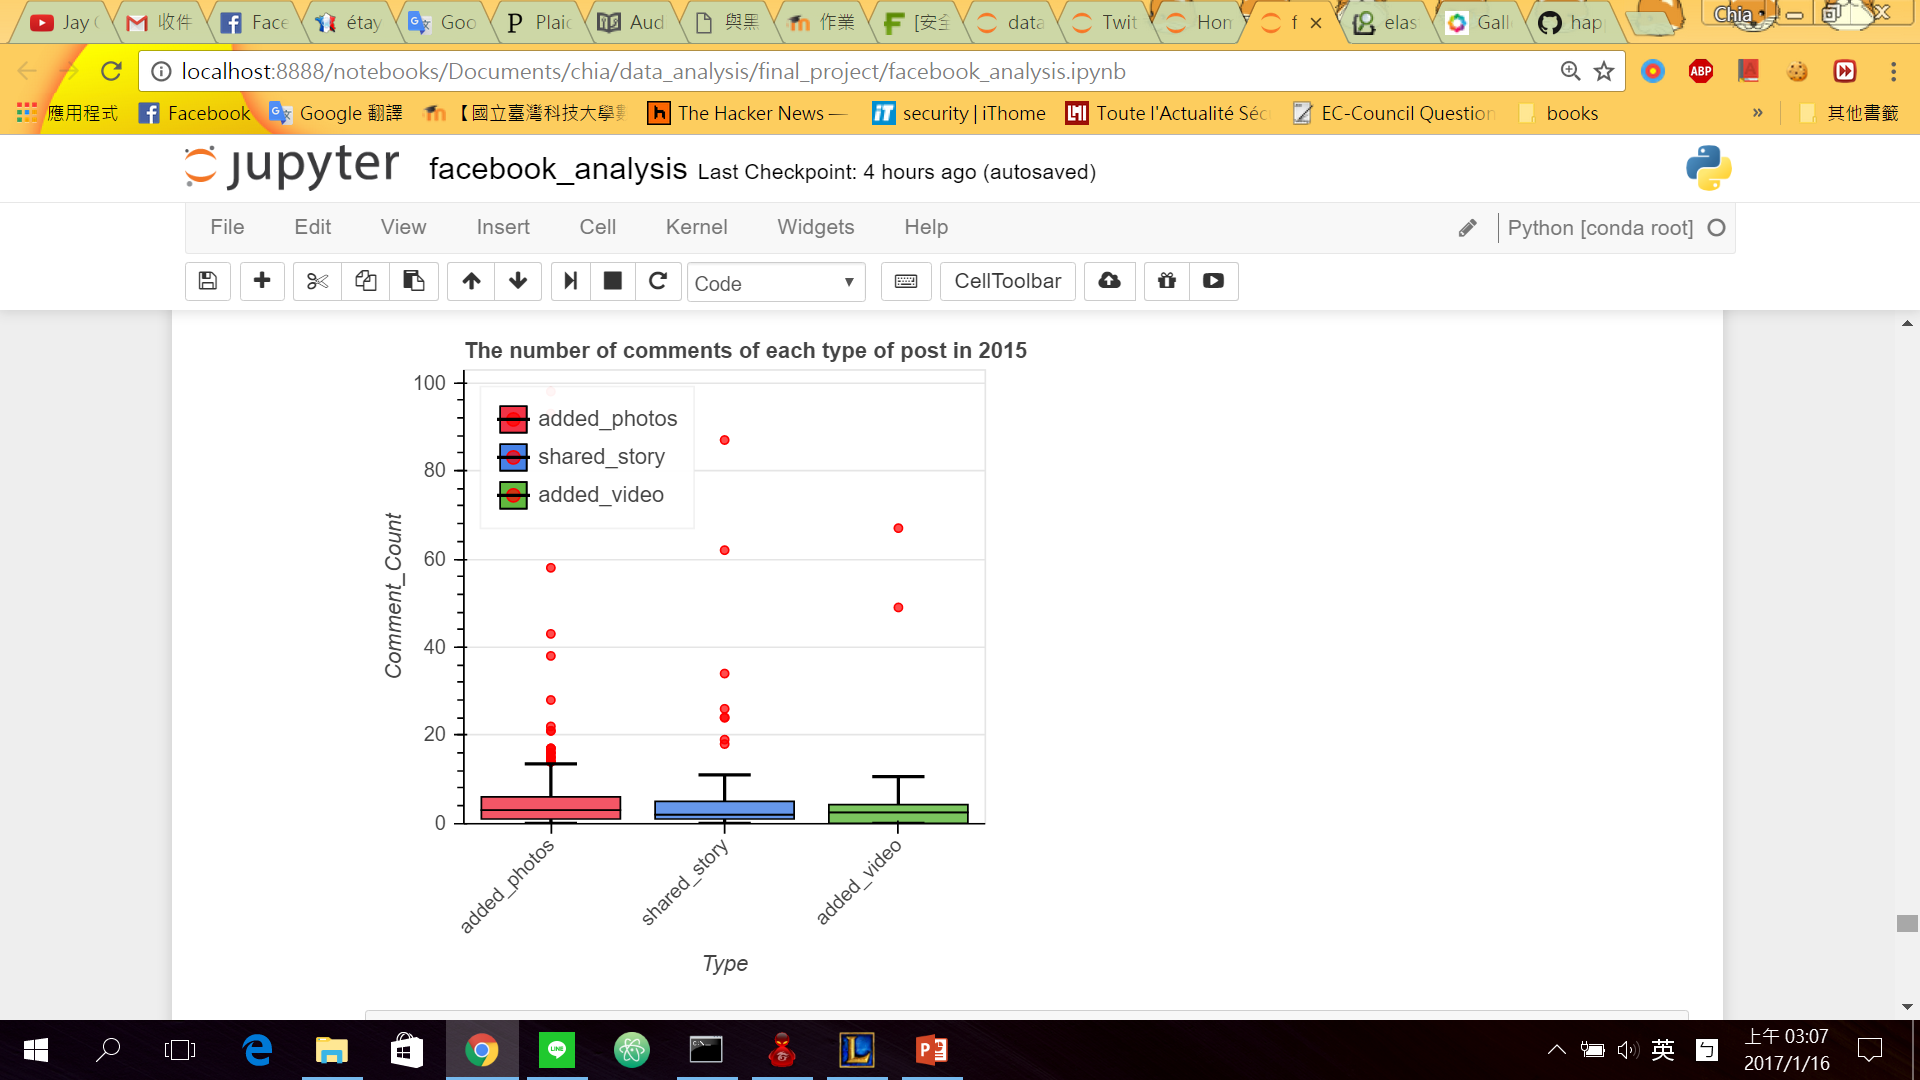 Jay
收件
Face
étay
Goo
Plaid
Aud
與黑
作業
[安全
data
Twit
Hom
f
elas
Gall
hap
Chia
localhost:8888/notebooks/Documents/chia/data_analysis/final_project/facebook_analysis.ipynb
ABP
應用程式
Facebook
Google 翻譯
【國立臺灣科技大學
The Hacker News —
security | iThome
Toute l'Actualité Séc
EC-Council Question
books
»
其他書籤
jupyter
facebook_analysis Last Checkpoint: 4 hours ago (autosaved)
File Edit View Insert Cell Kernel Widgets Help
Python [conda root]
Code
CellToolbar
The number of comments of each type of post in 2015
100
80
60
40
20
0
Comment_Count
added_photos
shared_story
added_video
added_photos
shared_story
added_video
Type
LINE
英
ㄅ
上午 03:07
2017/1/16